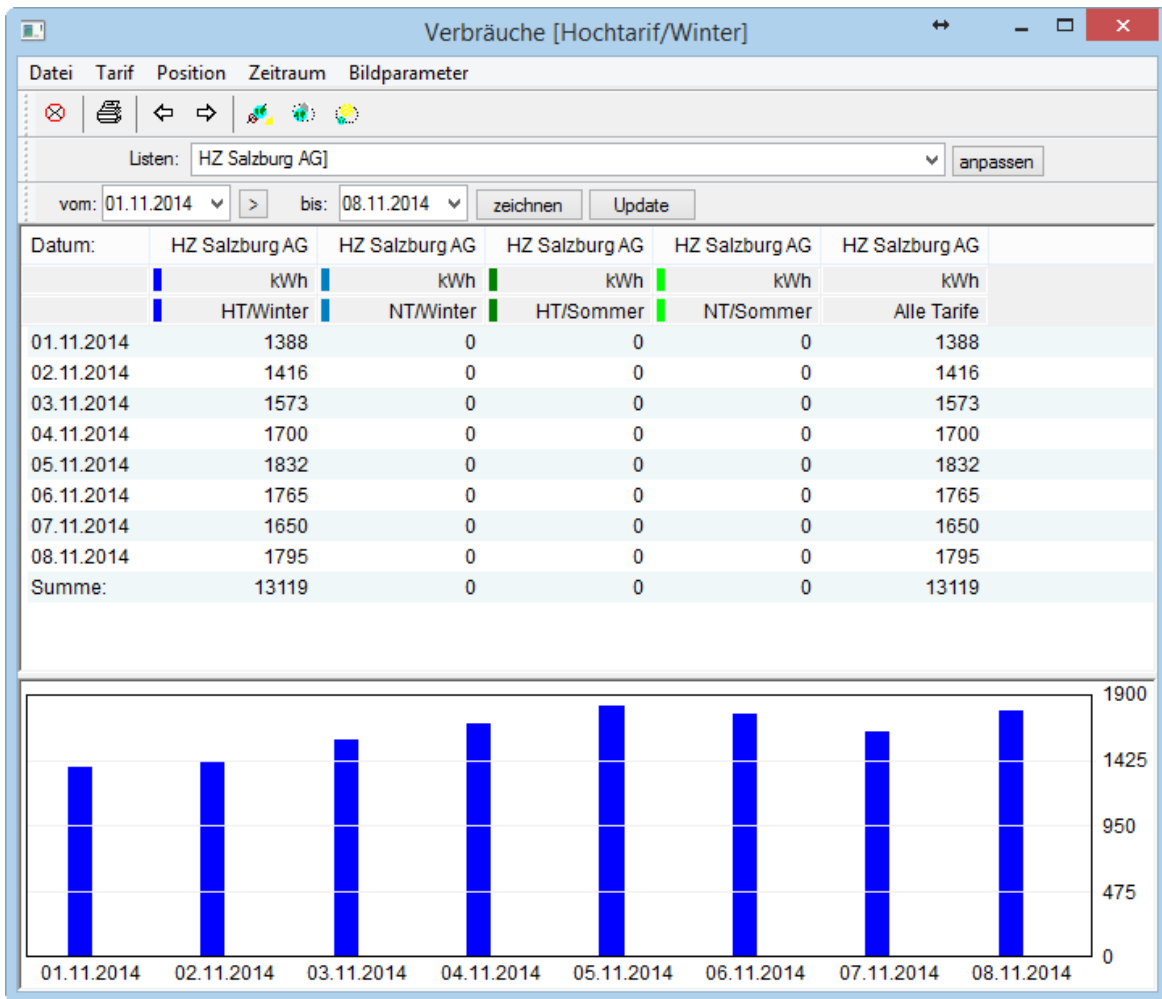 Verbräuche [Hochtarif/Winter]
Datei Tarif Position Zeitraum Bildparameter
Listen: HZ Salzburg AG] anpassen
vom: 01.11.2014 > bis: 08.11.2014 zeichnen Update
Datum: HZ Salzburg AG HZ Salzburg AG HZ Salzburg AG HZ Salzburg AG HZ Salzburg AG
kWh kWh kWh kWh kWh
HT/Winter NT/Winter HT/Sommer NT/Sommer Alle Tarife
01.11.2014 1388 0 0 0 1388
02.11.2014 1416 0 0 0 1416
03.11.2014 1573 0 0 0 1573
04.11.2014 1700 0 0 0 1700
05.11.2014 1832 0 0 0 1832
06.11.2014 1765 0 0 0 1765
07.11.2014 1650 0 0 0 1650
08.11.2014 1795 0 0 0 1795
Summe: 13119 0 0 0 13119
1900
1425
950
475
0
01.11.2014 02.11.2014 03.11.2014 04.11.2014 05.11.2014 06.11.2014 07.11.2014 08.11.2014